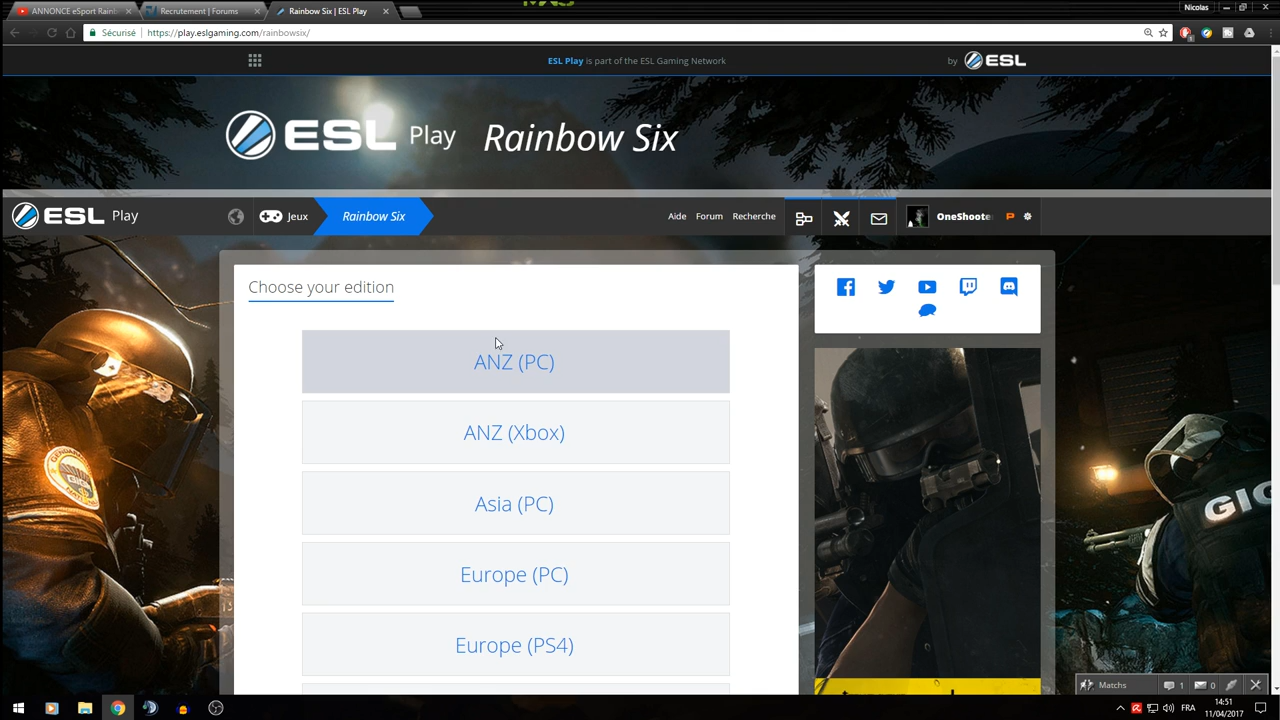 ANNONCE eSport Rainb
Recrutement | Forums
Rainbow Six | ESL Play
Nicolas
Sécurisé
https://play.eslgaming.com/rainbowsix/
ESL Play is part of the ESL Gaming Network
by ESL
ESL Play Rainbow Six
ESL Play
Jeux
Rainbow Six
Aide
Forum
Recherche
OneShoote
Choose your edition
ANZ (PC)
ANZ (Xbox)
Asia (PC)
Europe (PC)
Europe (PS4)
Matchs
1
0
FRA
14:51
11/04/2017